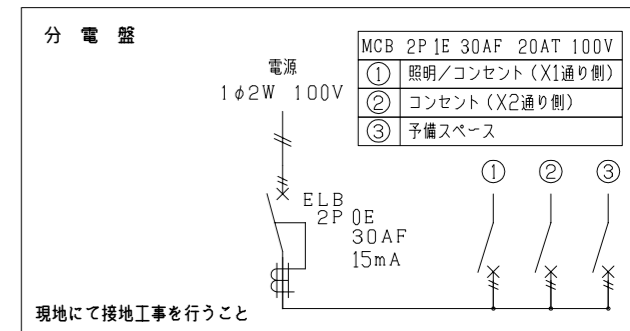 分電盤
MCB 2P1E 30AF 20AT 100V
① 照明/コンセント(X1通り側)
② コンセント(X2通り側)
③ 予備スペース
電源
1φ2W 100V
① ② ③
ELB
2P 0E
30AF
15mA
現地にて接地工事を行うこと